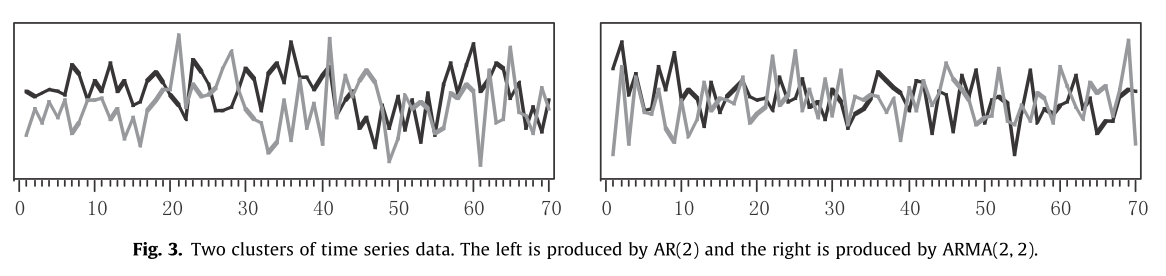 0 10 20 30 40 50 60 70
0 10 20 30 40 50 60 70
Fig. 3. Two clusters of time series data. The left is produced by AR(2) and the right is produced by ARMA(2, 2).